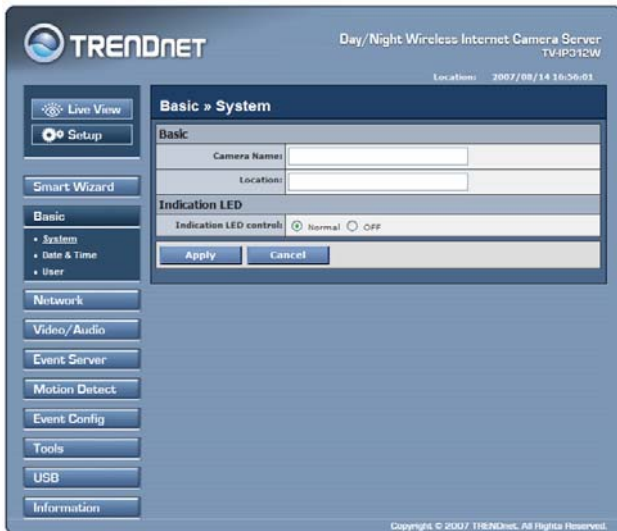 TRENDNET
Day/Night Wireless Internet Camera Server
TV-IP312W
Location: 2007/08/14 16:56:01
Live View
Setup
Smart Wizard
Basic
System
Date & Time
User
Network
Video/Audio
Event Server
Motion Detect
Event Config
Tools
USB
Information
Basic » System
Basic
Camera Name:
Location:
Indication LED
Indication LED control: Normal OFF
Apply Cancel
Copyright © 2007 TRENDnet. All Rights Reserved.